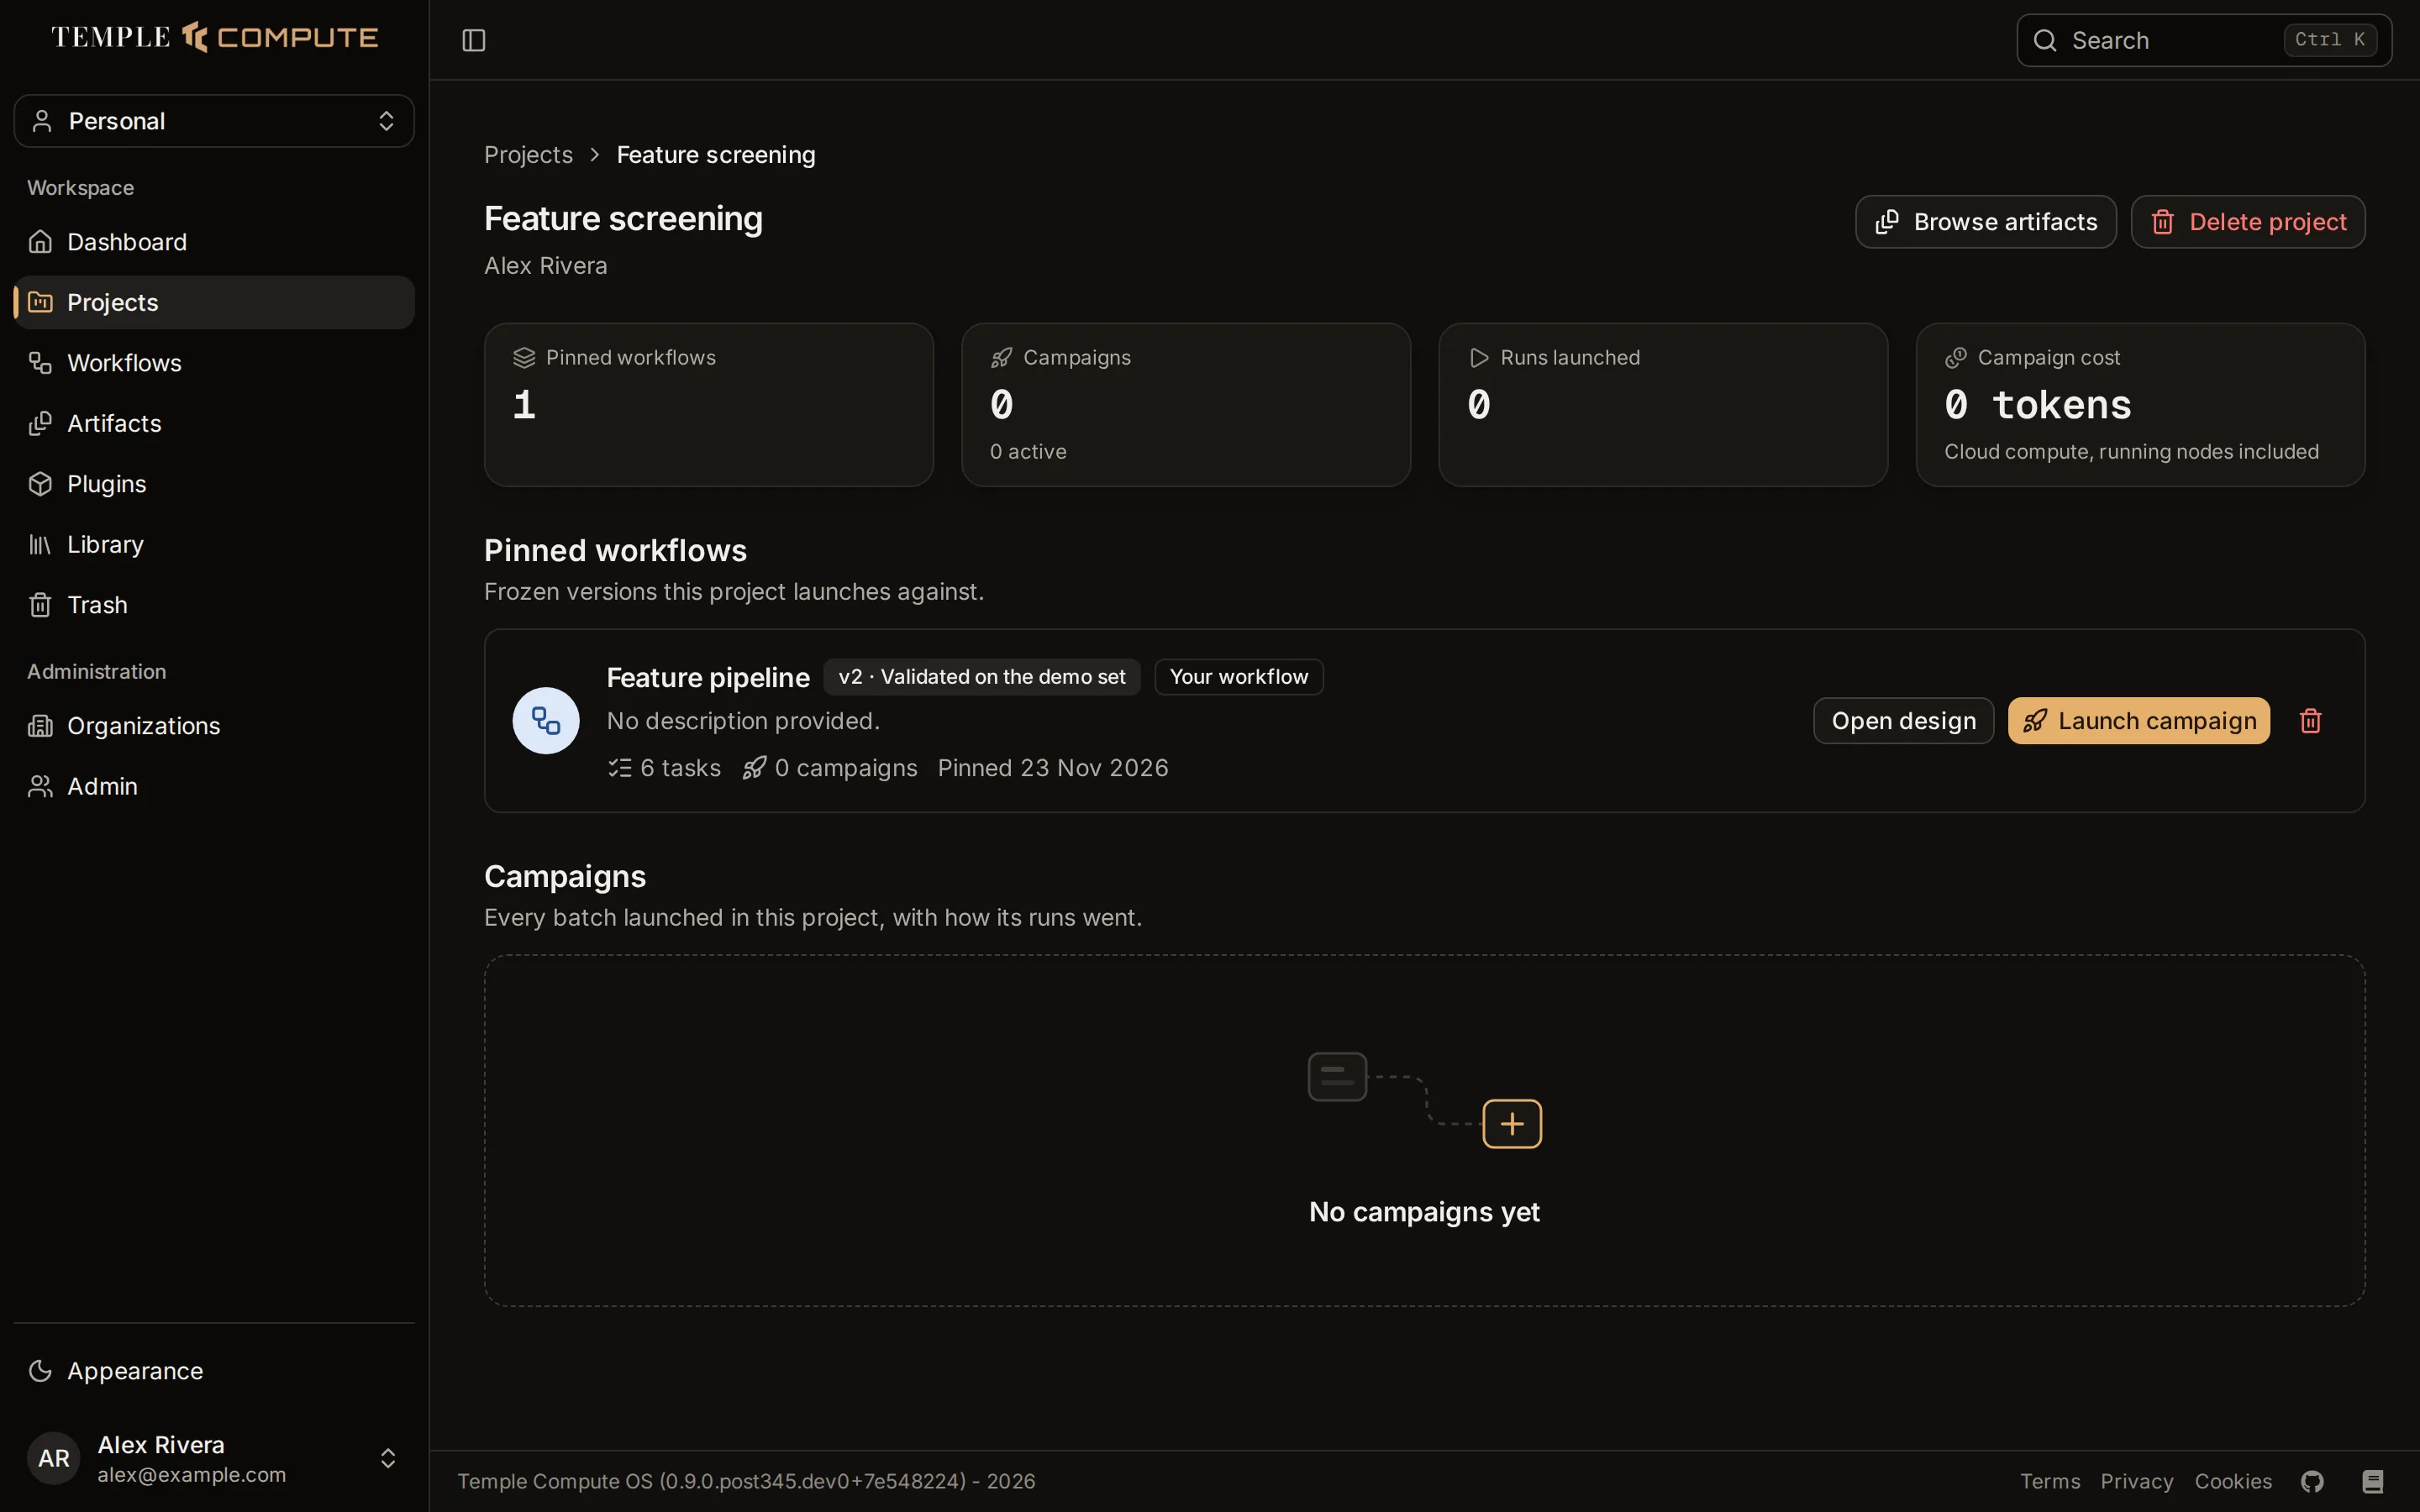 TEMPLE COMPUTE
Personal
Workspace
Dashboard
Projects
Workflows
Artifacts
Plugins
Library
Trash
Administration
Organizations
Admin
Appearance
AR
Alex Rivera
alex@example.com
Search
Ctrl K
Projects > Feature screening
Feature screening
Alex Rivera
Browse artifacts
Delete project
Pinned workflows
1
Campaigns
0
0 active
Runs launched
0
Campaign cost
0 tokens
Cloud compute, running nodes included
Pinned workflows
Frozen versions this project launches against.
Feature pipeline v2 · Validated on the demo set Your workflow
No description provided.
6 tasks 0 campaigns Pinned 23 Nov 2026
Open design
Launch campaign
Campaigns
Every batch launched in this project, with how its runs went.
No campaigns yet
Temple Compute OS (0.9.0.post345.dev0+7e548224) - 2026
Terms Privacy Cookies